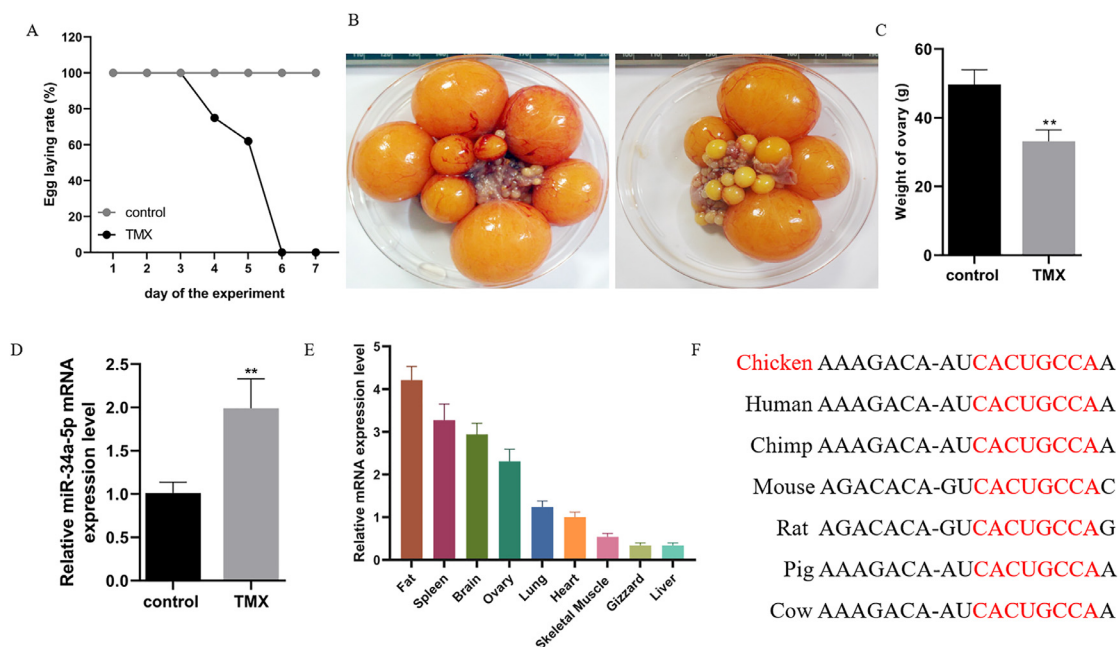 A
120
100
80
60
40
20
0
Egg laying rate (%)
control
TMX
1 2 3 4 5 6 7
day of the experiment
B
C
60
40
20
0
Weight of ovary (g)
**
control TMX
D
2.5
2.0
1.5
1.0
0.5
0.0
Relative miR-34a-5p mRNA
expression level
**
control TMX
E
5
4
3
2
1
0
Relative mRNA expression level
Fat
Spleen
Brain
Ovary
Lung
Heart
Skeletal Muscle
Gizzard
Liver
F
Chicken AAAGACA-AUCACUGCCAA
Human AAAGACA-AUCACUGCCAA
Chimp AAAGACA-AUCACUGCCAA
Mouse AGACACA-GUCACUGCCAC
Rat AGACACA-GUCACUGCCAG
Pig AAAGACA-AUCACUGCCAA
Cow AAAGACA-AUCACUGCCAA